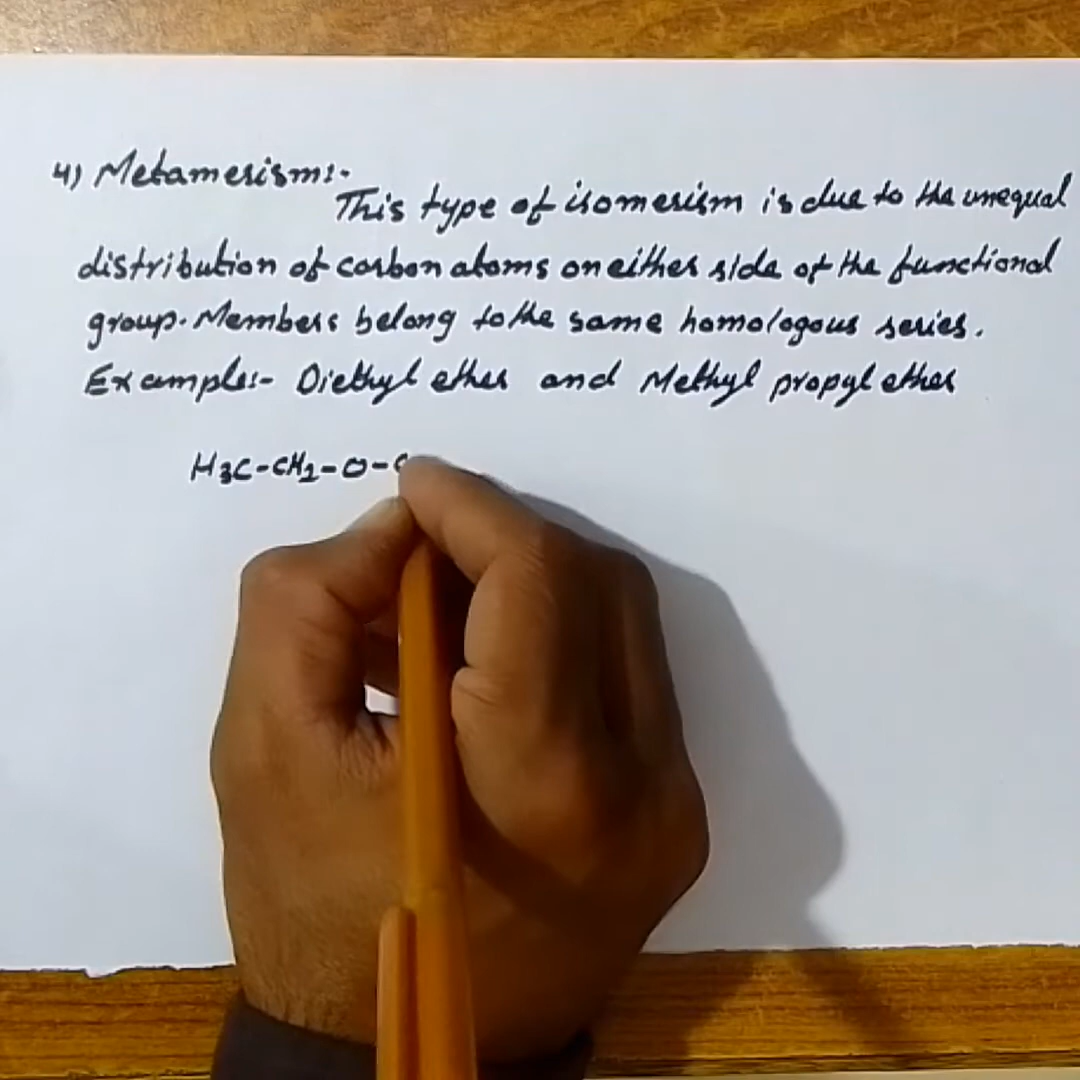 4) Metamerism:-
This type of isomerism is due to the unequal
distribution of carbon atoms on either side of the functional
group. Members belong to the same homologous series.
Example:- Diethyl ether and Methyl propyl ether
H3C-CH2-O-C